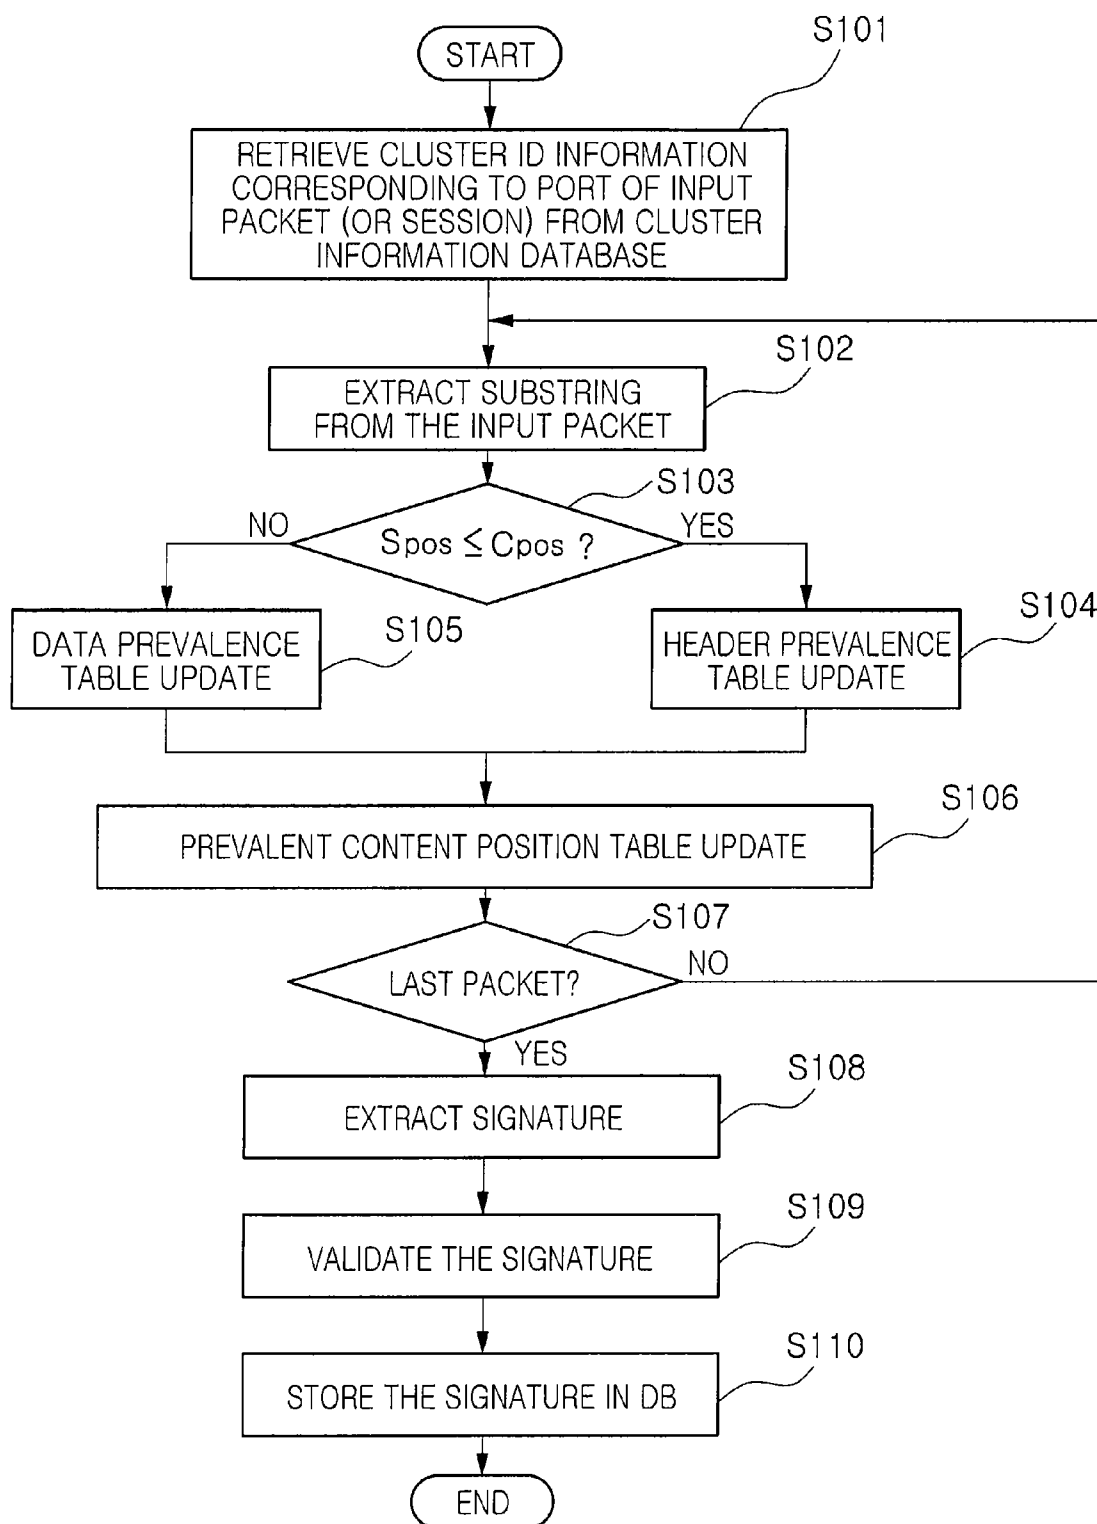 S101
START
RETRIEVE CLUSTER ID INFORMATION
CORRESPONDING TO PORT OF INPUT
PACKET (OR SESSION) FROM CLUSTER
INFORMATION DATABASE
S102
EXTRACT SUBSTRING
FROM THE INPUT PACKET
S103
NO
YES
Spos ≤ Cpos ?
S105
S104
DATA PREVALENCE
TABLE UPDATE
HEADER PREVALENCE
TABLE UPDATE
S106
PREVALENT CONTENT POSITION TABLE UPDATE
S107
NO
LAST PACKET?
YES
S108
EXTRACT SIGNATURE
S109
VALIDATE THE SIGNATURE
S110
STORE THE SIGNATURE IN DB
END